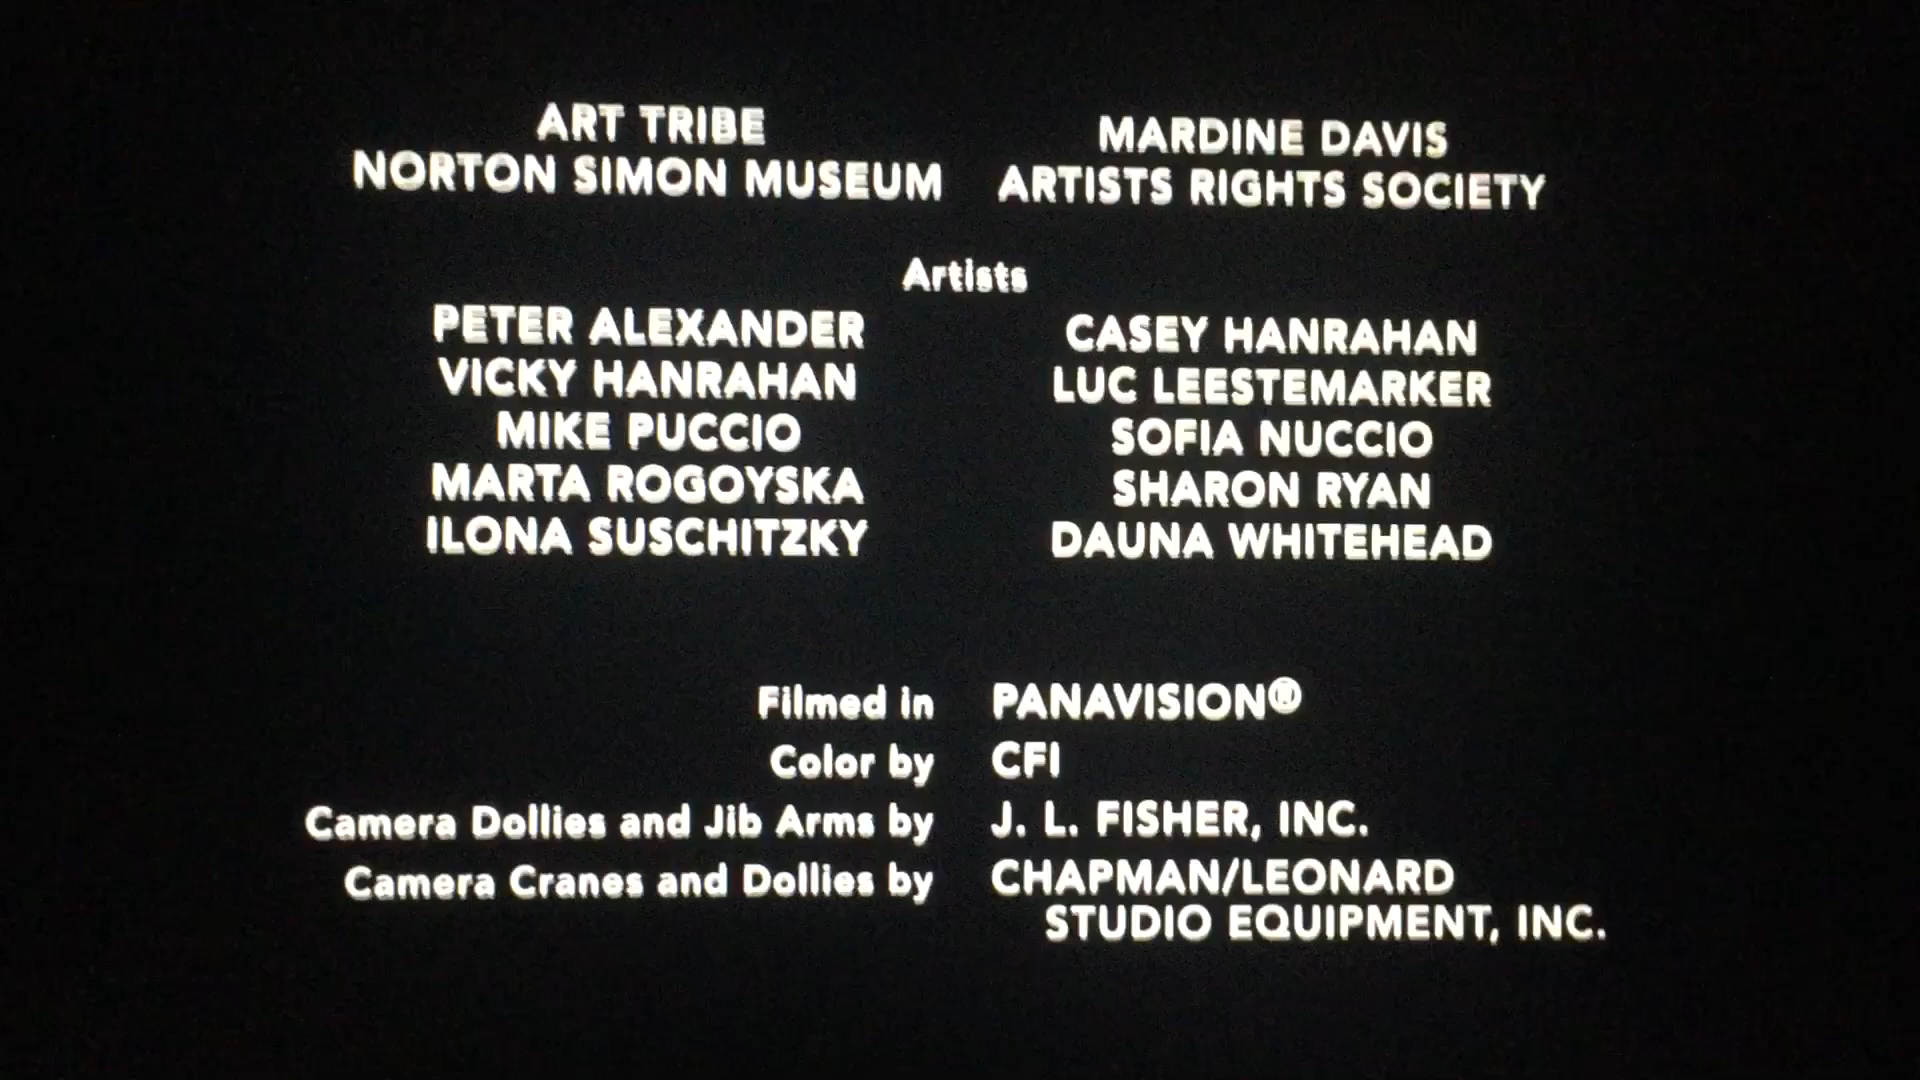 ART TRIBE MARDINE DAVIS
NORTON SIMON MUSEUM ARTISTS RIGHTS SOCIETY
Artists
PETER ALEXANDER CASEY HANRAHAN
VICKY HANRAHAN LUC LEESTEMARKER
MIKE PUCCIO SOFIA NUCCIO
MARTA ROGOYSKA SHARON RYAN
ILONA SUSCHITZKY DAUNA WHITEHEAD
Filmed in PANAVISION®
Color by CFI
Camera Dollies and Jib Arms by J. L. FISHER, INC.
Camera Cranes and Dollies by CHAPMAN/LEONARD
STUDIO EQUIPMENT, INC.